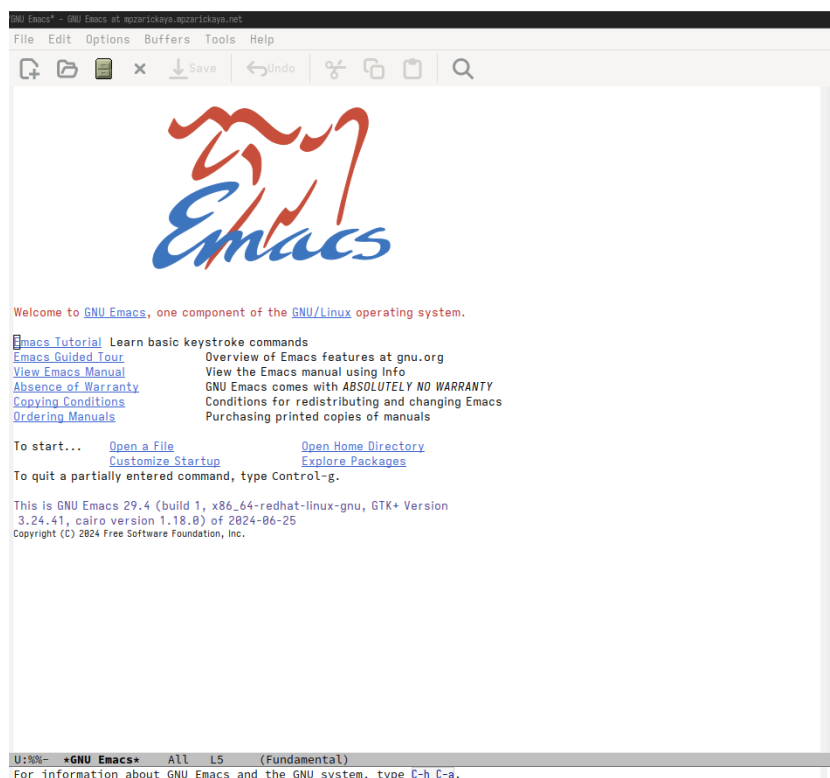 *GNU Emacs* - GNU Emacs at mpzarickaya.mpzarickaya.net
File Edit Options Buffers Tools Help
Save Undo
Emacs
Welcome to GNU Emacs, one component of the GNU/Linux operating system.
Emacs Tutorial Learn basic keystroke commands
Emacs Guided Tour Overview of Emacs features at gnu.org
View Emacs Manual View the Emacs manual using Info
Absence of Warranty GNU Emacs comes with ABSOLUTELY NO WARRANTY
Copying Conditions Conditions for redistributing and changing Emacs
Ordering Manuals Purchasing printed copies of manuals
To start... Open a File Open Home Directory
Customize Startup Explore Packages
To quit a partially entered command, type Control-g.
This is GNU Emacs 29.4 (build 1, x86_64-redhat-linux-gnu, GTK+ Version
3.24.41, cairo version 1.18.0) of 2024-06-25
Copyright (C) 2024 Free Software Foundation, Inc.
U:%%- *GNU Emacs* All L5 (Fundamental)
For information about GNU Emacs and the GNU system, type C-h C-a.